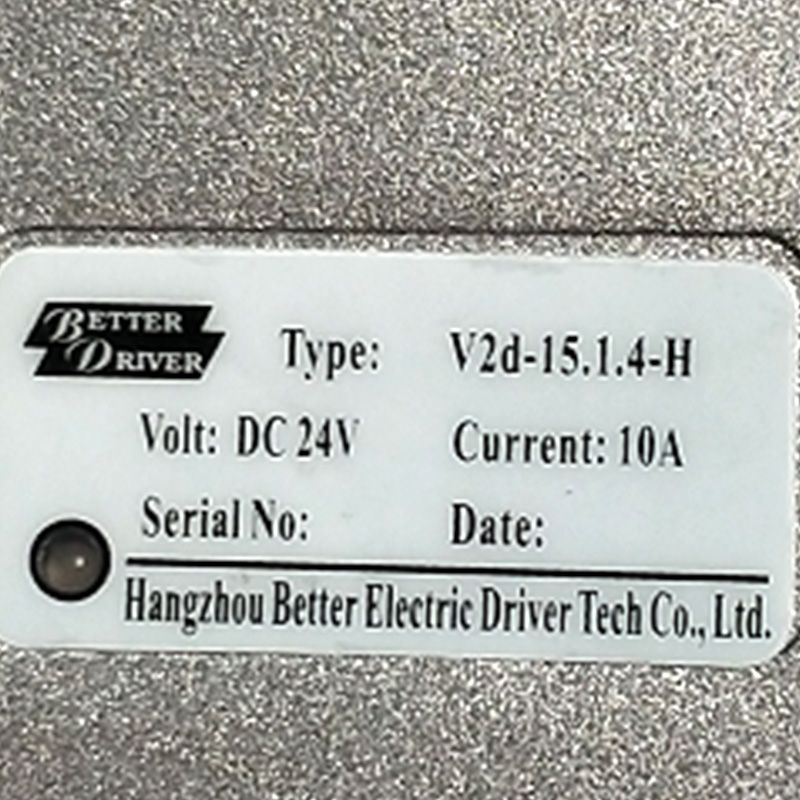 BETTER
DRIVER
Type: V2d-15.1.4-H
Volt: DC 24V Current: 10A
Serial No: Date:
Hangzhou Better Electric Driver Tech Co., Ltd.